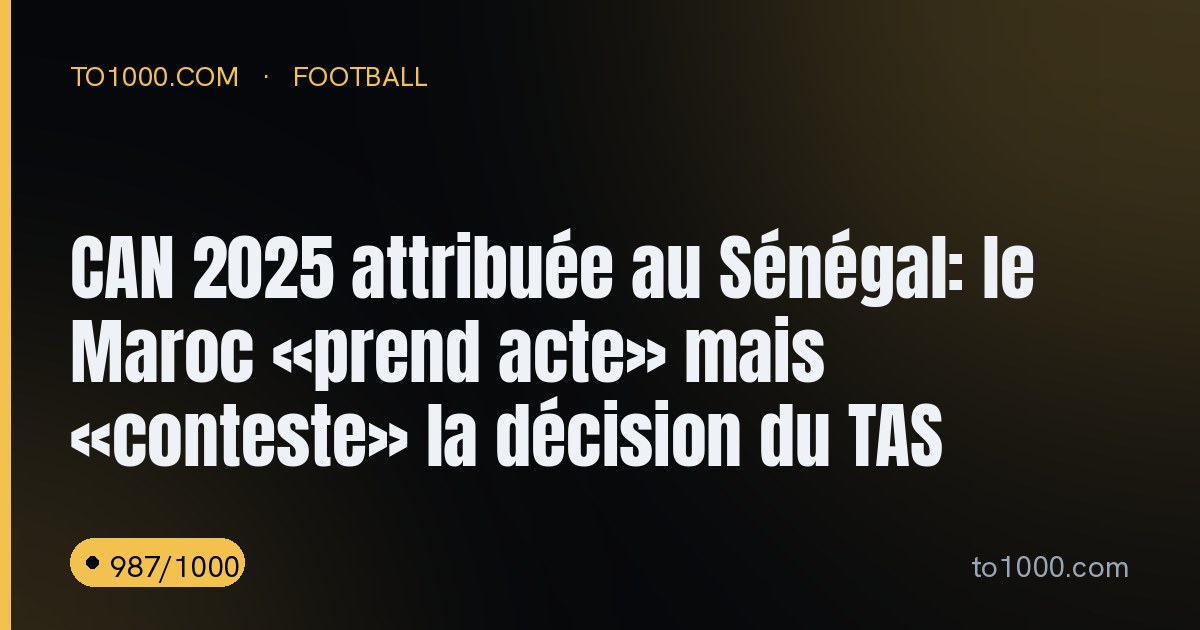 TO1000.COM · FOOTBALL
CAN 2025 attribuée au Sénégal: le
Maroc «prend acte» mais
«conteste» la décision du TAS
987/1000
to1000.com